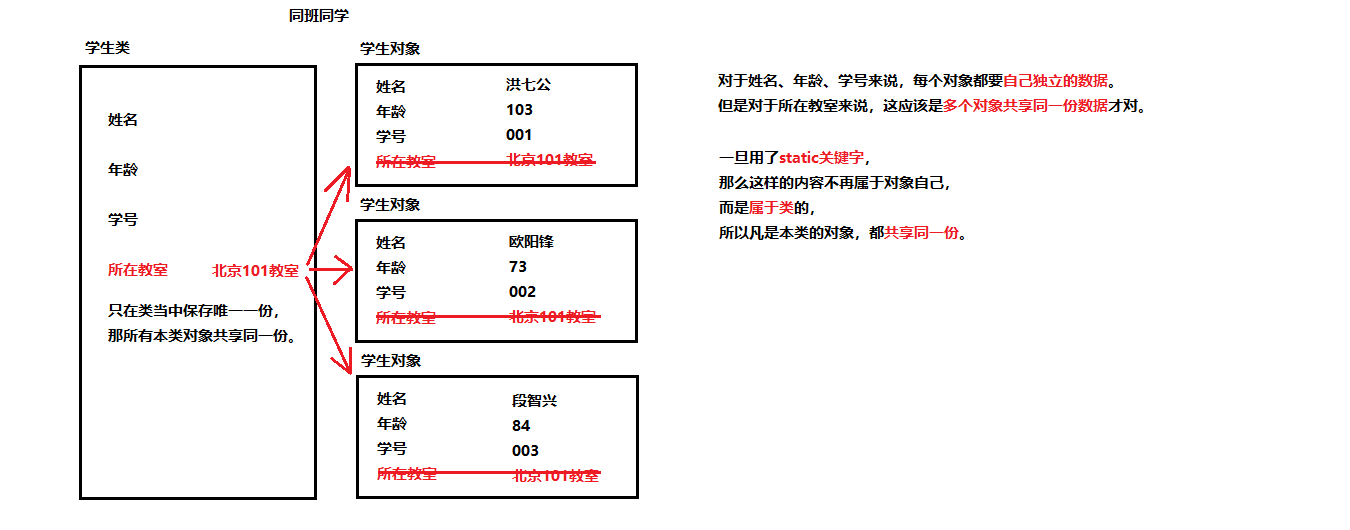 同班同学
学生类
姓名
年龄
学号
所在教室 北京101教室
只在类当中保存唯一一份，
那所有本类对象共享同一份。
学生对象
姓名 洪七公
年龄 103
学号 001
所在教室 北京101教室
学生对象
姓名 欧阳锋
年龄 73
学号 002
所在教室 北京101教室
学生对象
姓名 段智兴
年龄 84
学号 003
所在教室 北京101教室
对于姓名、年龄、学号来说，每个对象都要自己独立的数据。
但是对于所在教室来说，这应该是多个对象共享同一份数据才对。
一旦用了static关键字，
那么这样的内容不再属于对象自己，
而是属于类的，
所以凡是本类的对象，都共享同一份。